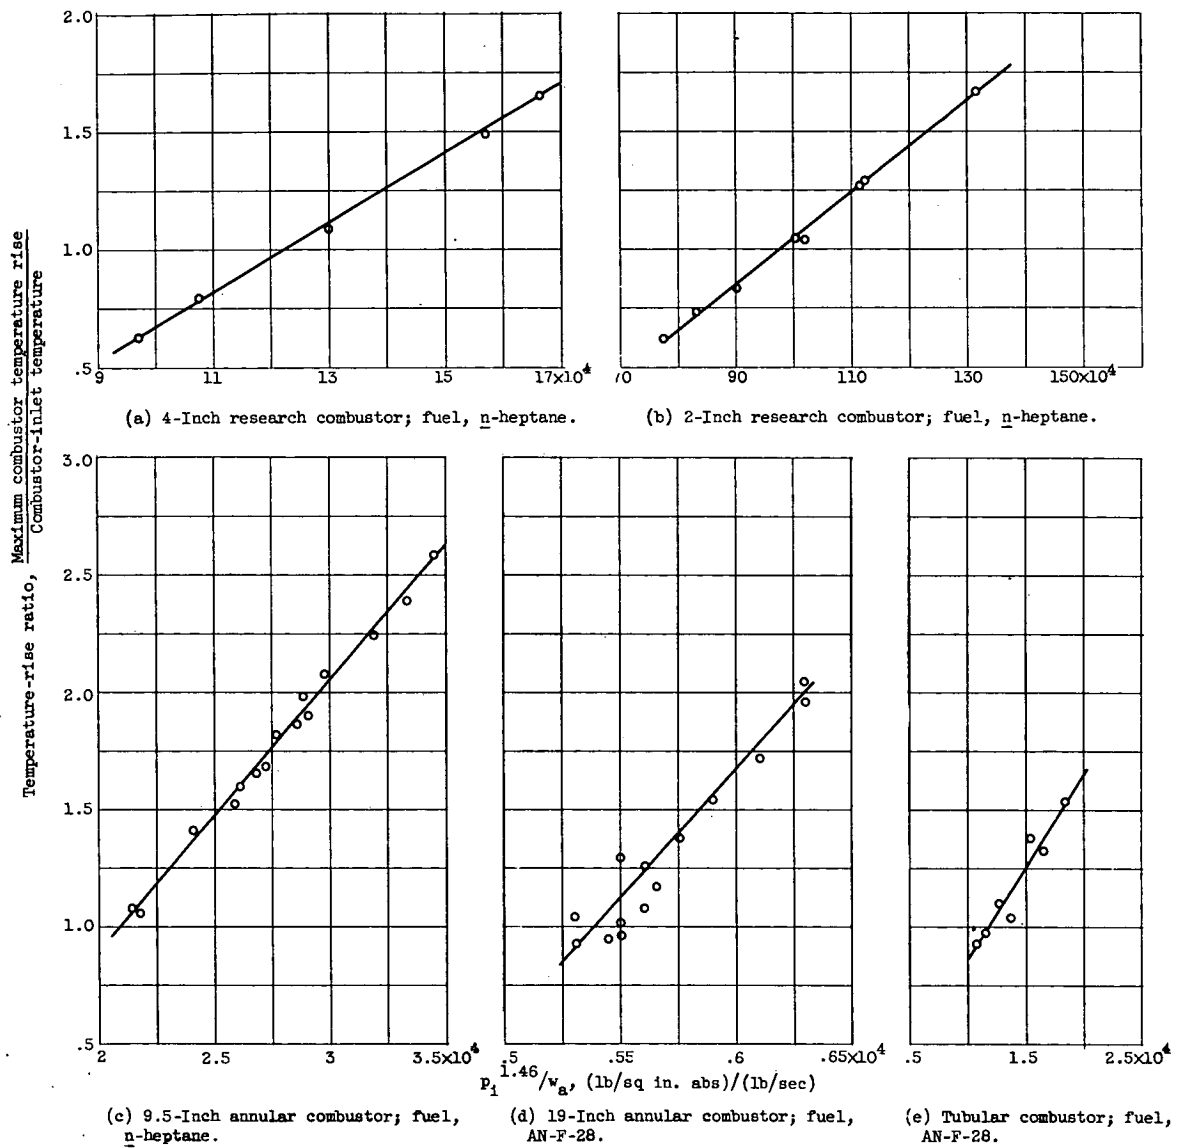 Temperature-rise ratio, Maximum combustor temperature rise
Combustor-inlet temperature
2.0
1.5
1.0
.5
9 11 13 15 17x10⁴
70 90 110 130 150x10⁴
(a) 4-Inch research combustor; fuel, n-heptane.
(b) 2-Inch research combustor; fuel, n-heptane.
3.0
2.5
2.0
1.5
1.0
.5
2 2.5 3 3.5x10⁴
.5 .55 .6 .65x10⁴
.5 1.5 2.5x10⁴
pᵢ¹·⁴⁶/wₐ, (lb/sq in. abs)/(lb/sec)
(c) 9.5-Inch annular combustor; fuel,
n-heptane.
(d) 19-Inch annular combustor; fuel,
AN-F-28.
(e) Tubular combustor; fuel,
AN-F-28.